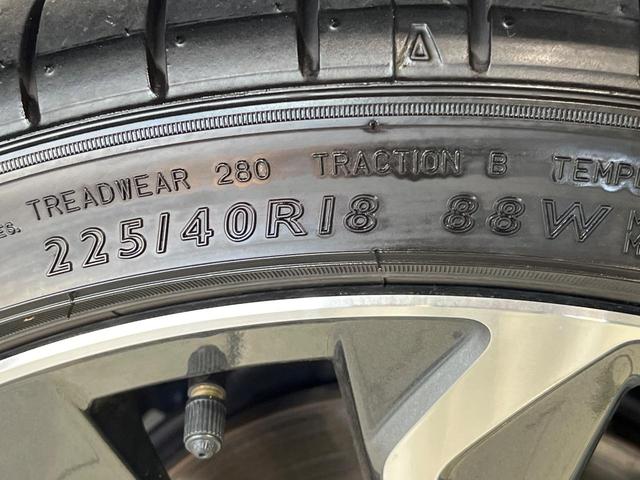 Δ
TREADWEAR 280 TRACTION B
225/40R18 88W